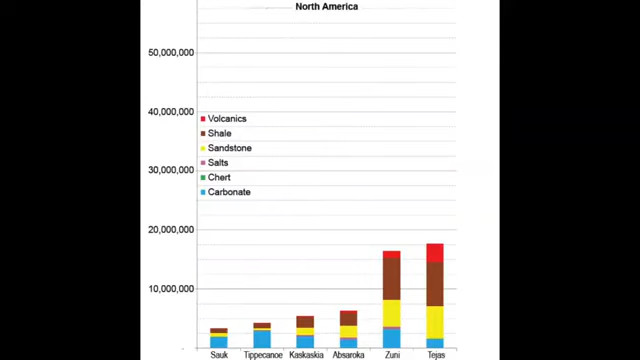 North America
50,000,000
40,000,000
Volcanics
Shale
Sandstone
30,000,000
Salts
Chert
Carbonate
20,000,000
10,000,000
-
Sauk Tippecanoe Kaskaskia Absaroka Zuni Tejas